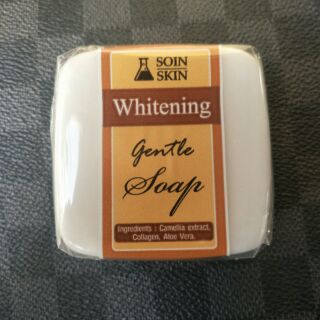 SOIN
SKIN
Whitening
Gentle
Soap
Ingredients : Camellia extract,
Collagen, Aloe Vera.